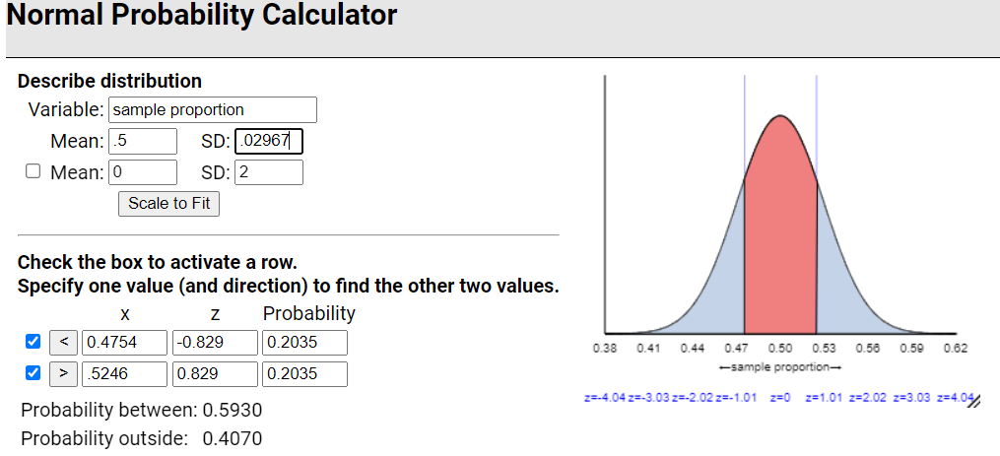 Normal Probability Calculator
Describe distribution
Variable: sample proportion
Mean: .5 SD: .02967
Mean: 0 SD: 2
Scale to Fit
Check the box to activate a row.
Specify one value (and direction) to find the other two values.
x z Probability
< 0.4754 -0.829 0.2035
> .5246 0.829 0.2035
Probability between: 0.5930
Probability outside: 0.4070
0.38 0.41 0.44 0.47 0.50 0.53 0.56 0.59 0.62
←sample proportion→
z=-4.04 z=-3.03 z=-2.02 z=-1.01 z=0 z=1.01 z=2.02 z=3.03 z=4.04